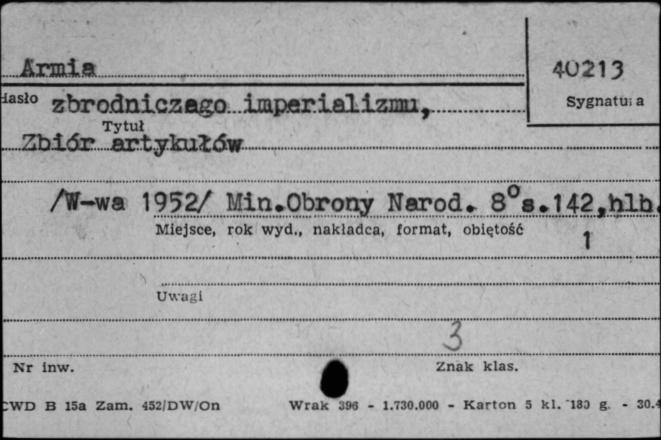 Armia
40213
Hasło zbrodniczego imperializmu,
Sygnatura
Tytuł
Zbiór artykułów
/W-wa 1952/ Min.Obrony Narod. 8° s.142,hlb.
Miejsce, rok wyd., nakładca, format, objętość
1
Uwagi
3
Nr inw.
Znak klas.
CWD B 15a Zam. 452/DW/On Wrak 396 - 1.730.000 - Karton 5 kl. 180 g. - 30.4